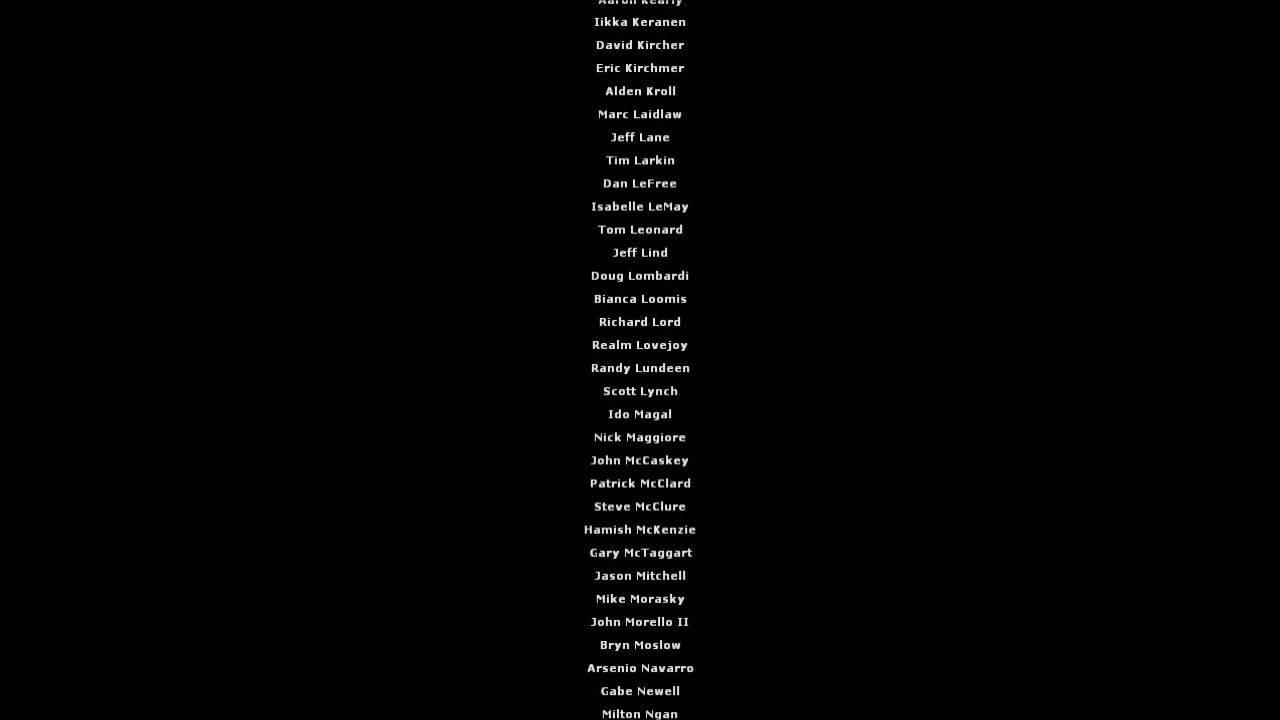 Aaron Kearly
Iikka Keranen
David Kircher
Eric Kirchmer
Alden Kroll
Marc Laidlaw
Jeff Lane
Tim Larkin
Dan LeFree
Isabelle LeMay
Tom Leonard
Jeff Lind
Doug Lombardi
Bianca Loomis
Richard Lord
Realm Lovejoy
Randy Lundeen
Scott Lynch
Ido Magal
Nick Maggiore
John McCaskey
Patrick McClard
Steve McClure
Hamish McKenzie
Gary McTaggart
Jason Mitchell
Mike Morasky
John Morello II
Bryn Moslow
Arsenio Navarro
Gabe Newell
Milton Ngan